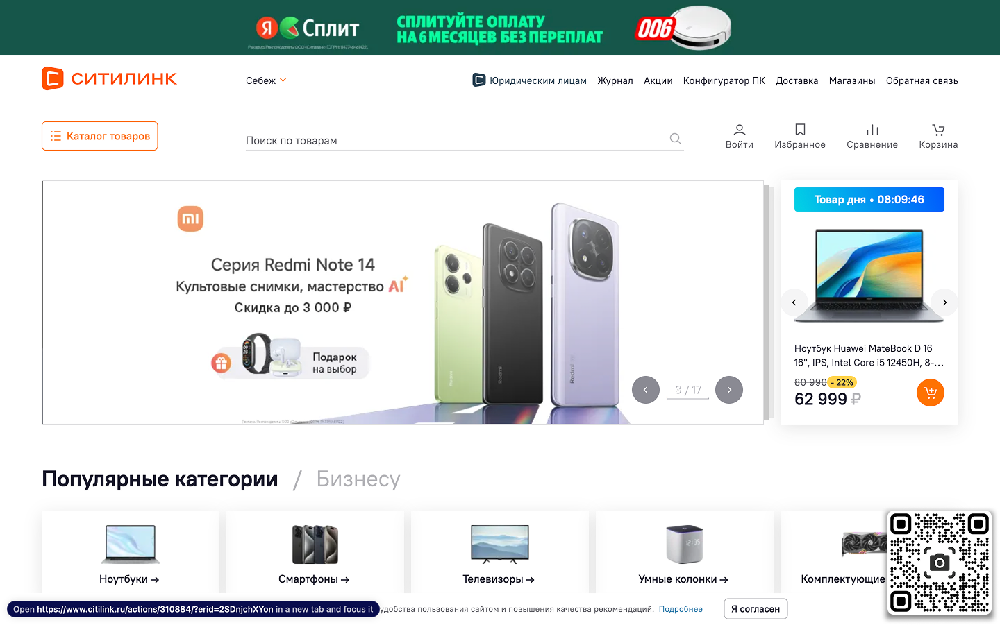 Я Сплит
СПЛИТУЙТЕ ОПЛАТУ
НА 6 МЕСЯЦЕВ БЕЗ ПЕРЕПЛАТ
006
СИТИЛИНК
Себеж
Юридическим лицам
Журнал
Акции
Конфигуратор ПК
Доставка
Магазины
Обратная связь
Каталог товаров
Поиск по товарам
Войти
Избранное
Сравнение
Корзина
Серия Redmi Note 14
Культовые снимки, мастерство AI
Скидка до 3 000 ₽
Подарок
на выбор
Redmi
Redmi
3 / 17
Товар дня • 08:09:46
Ноутбук Huawei MateBook D 16
16", IPS, Intel Core i5 12450H, 8-...
80 990 - 22%
62 999 ₽
Популярные категории / Бизнесу
Ноутбуки →
Смартфоны →
Телевизоры →
12:35
Умные колонки →
Комплектующие
Open https://www.citilink.ru/actions/310884/?erid=2SDnjchXYon in a new tab and focus it
удобства пользования сайтом и повышения качества рекомендаций. Подробнее
Я согласен